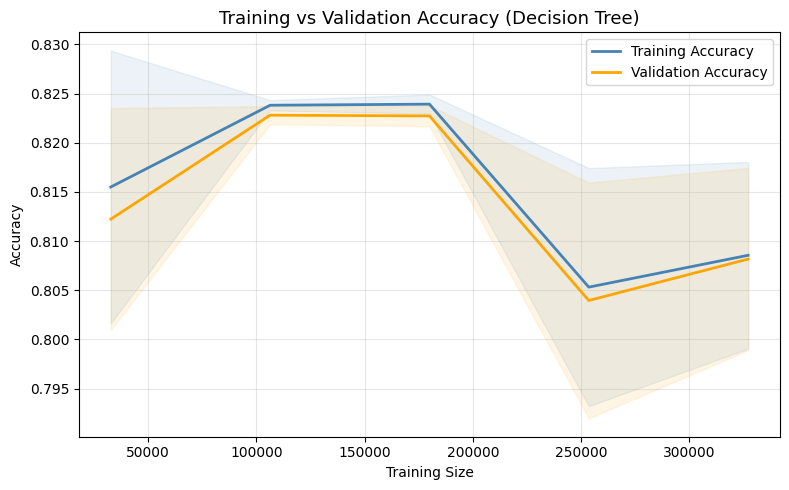 Training vs Validation Accuracy (Decision Tree)
Training Accuracy
Validation Accuracy
Accuracy
0.830
0.825
0.820
0.815
0.810
0.805
0.800
0.795
50000 100000 150000 200000 250000 300000
Training Size